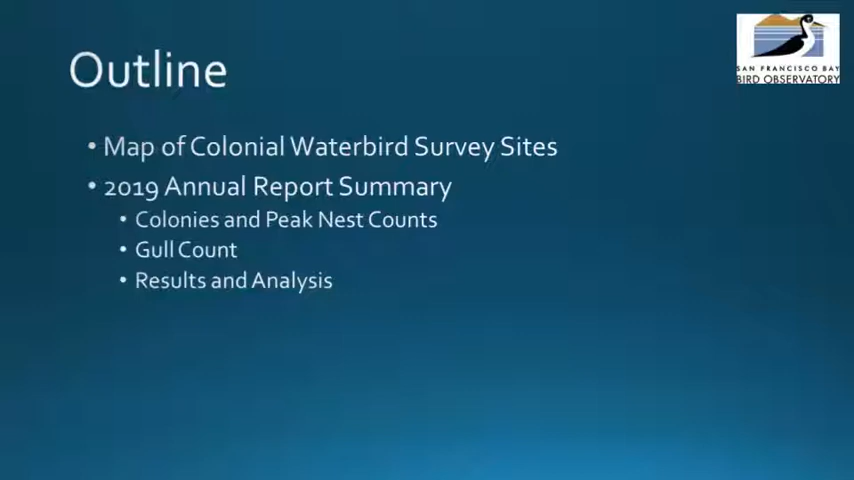 SAN FRANCISCO BAY
BIRD OBSERVATORY
Outline
• Map of Colonial Waterbird Survey Sites
• 2019 Annual Report Summary
• Colonies and Peak Nest Counts
• Gull Count
• Results and Analysis